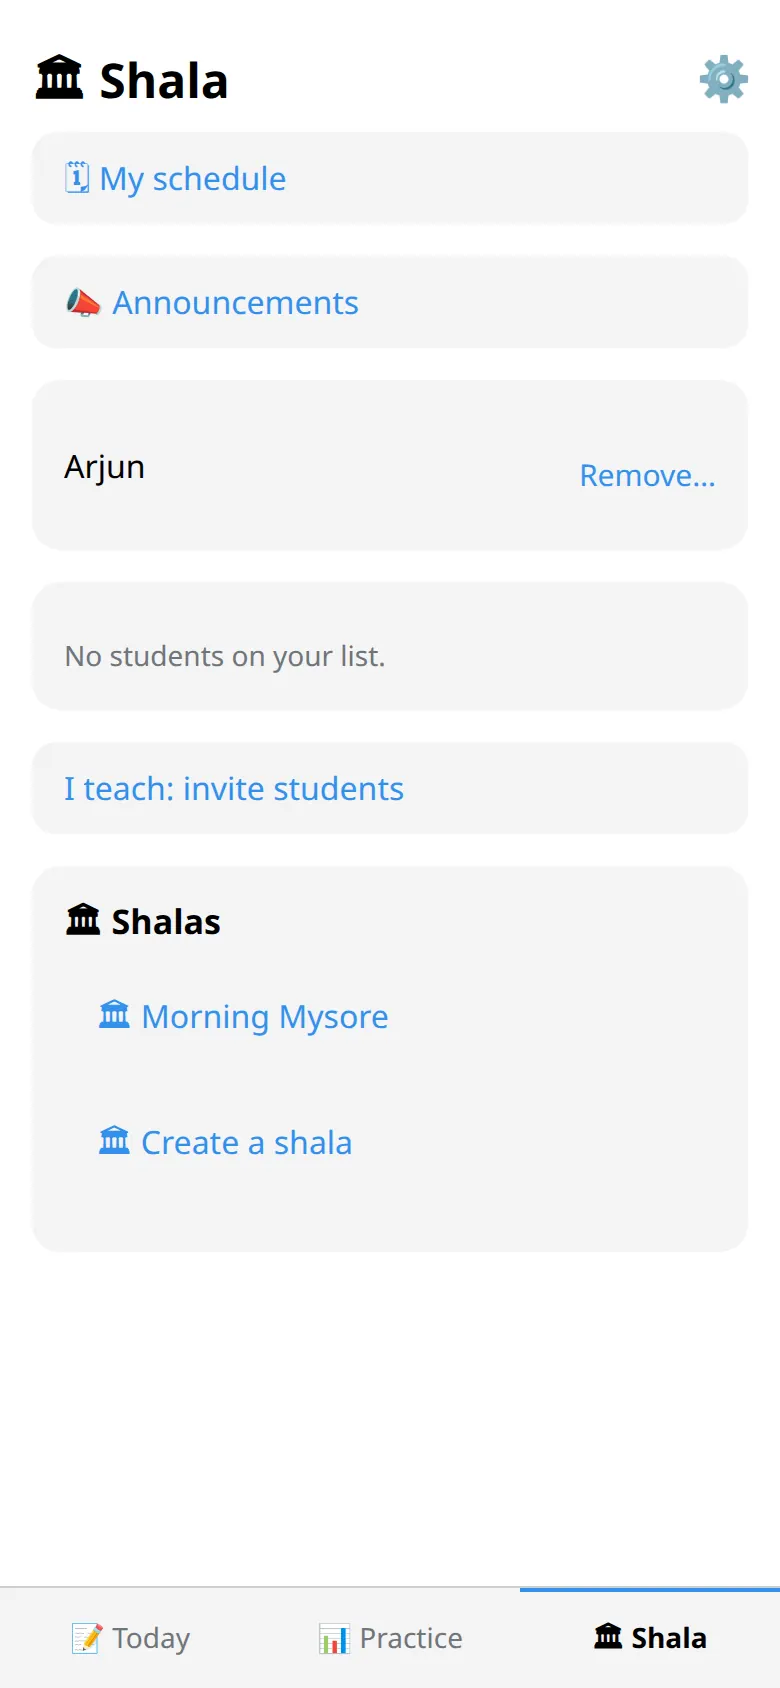 🏛 Shala ⚙️
🗓 My schedule
📣 Announcements
Arjun
Remove...
No students on your list.
I teach: invite students
🏛 Shalas
🏛 Morning Mysore
🏛 Create a shala
📝 Today 📊 Practice 🏛 Shala